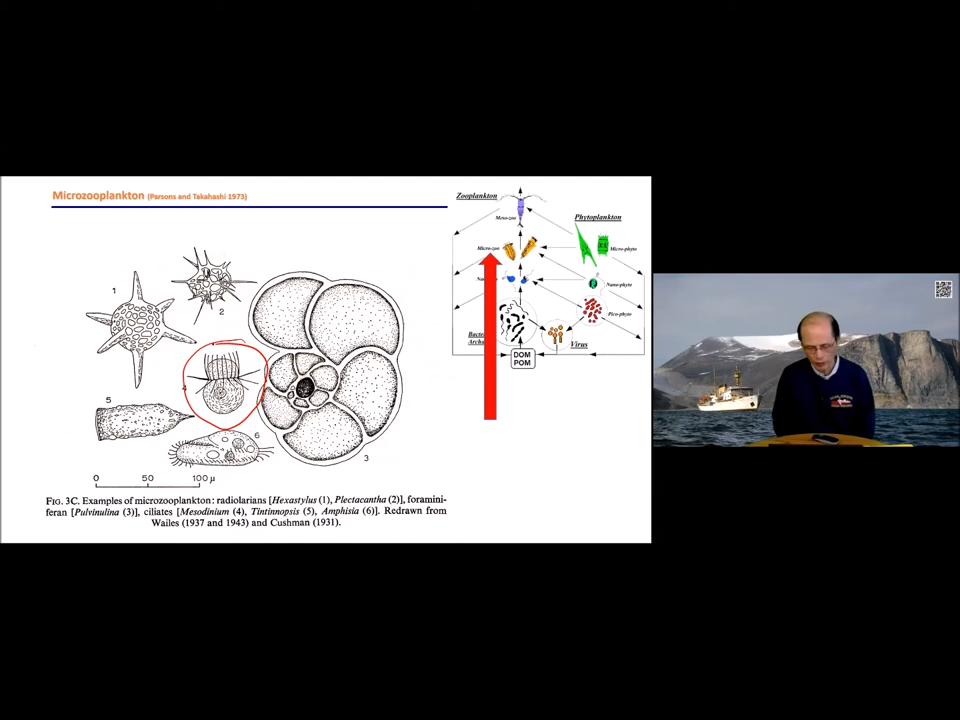 Microzooplankton (Parsons and Takahashi 1973)
Zooplankton
Meso-zoo
Phytoplankton
Micro-zoo
Micro-phyto
Nano-phyto
Pico-phyto
Virus
DOM
POM
1
2
3
4
5
6
0 50 100 μ
FIG. 3C. Examples of microzooplankton: radiolarians [Hexastylus (1), Plectacantha (2)], foramini-
feran [Pulvinulina (3)], ciliates [Mesodinium (4), Tintinnopsis (5), Amphisia (6)]. Redrawn from
Wailes (1937 and 1943) and Cushman (1931).